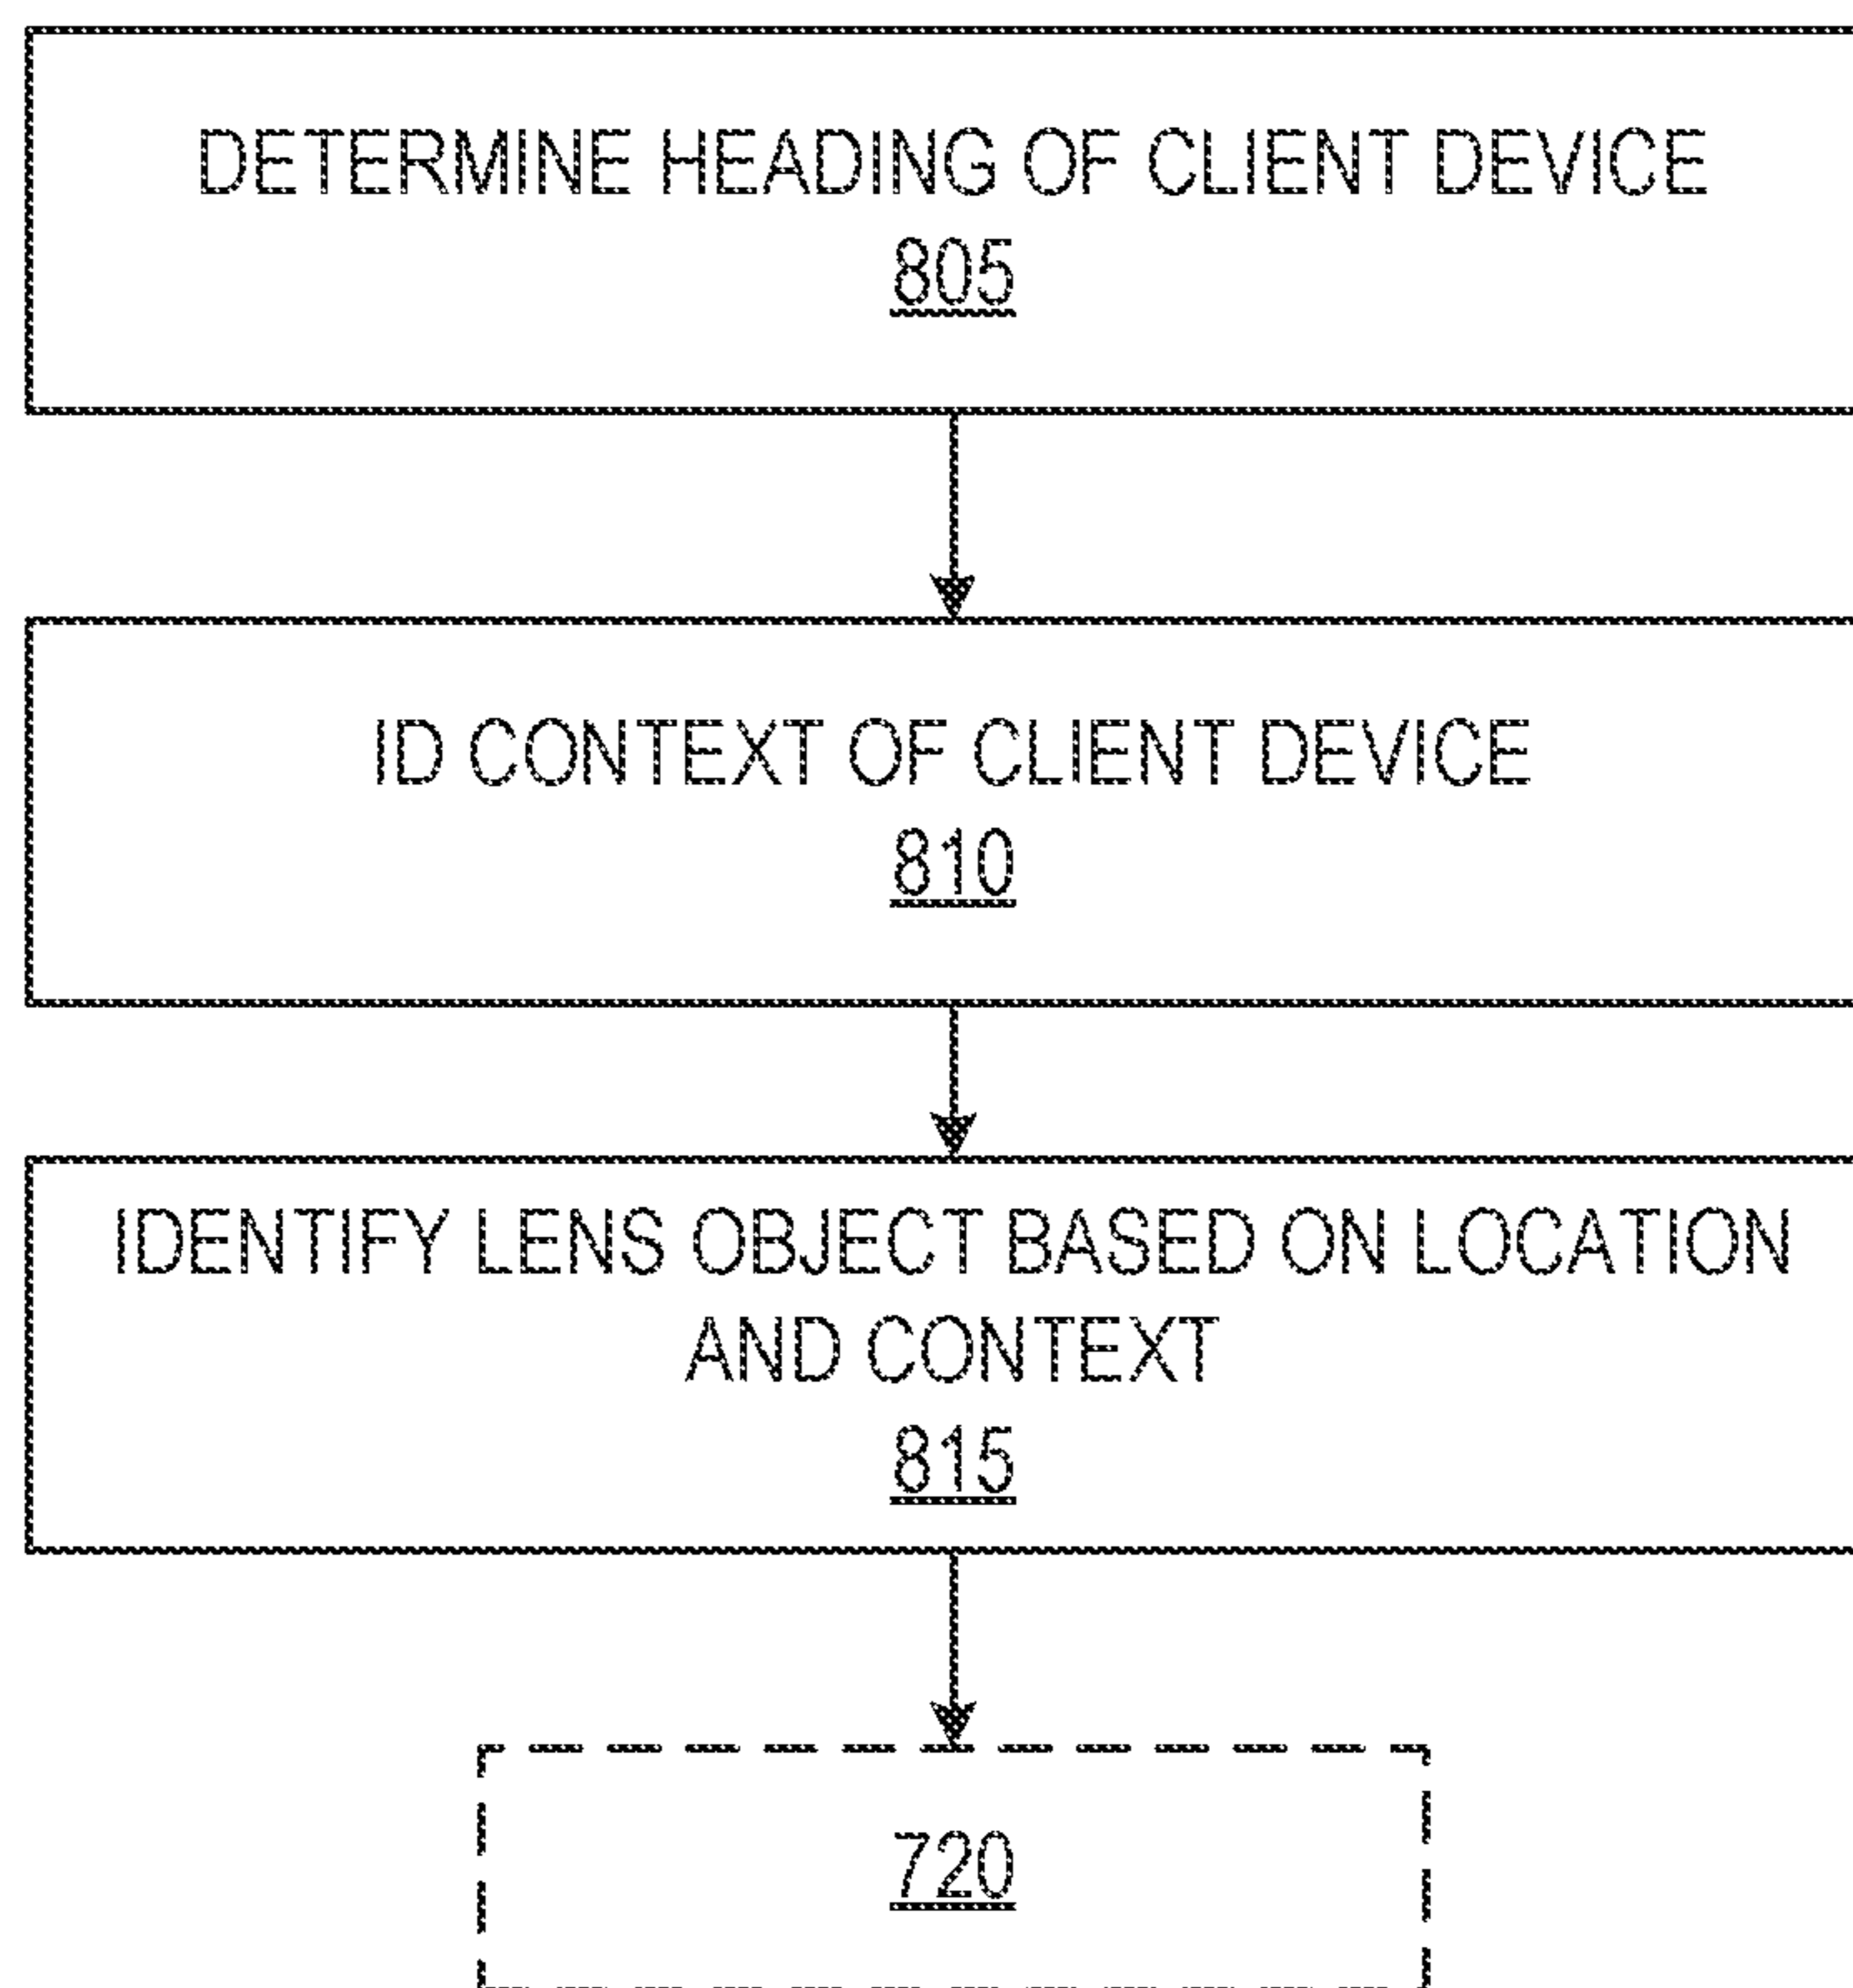 DETERMINE HEADING OF CLIENT DEVICE
805
ID CONTEXT OF CLIENT DEVICE
810
IDENTIFY LENS OBJECT BASED ON LOCATION
AND CONTEXT
815
720